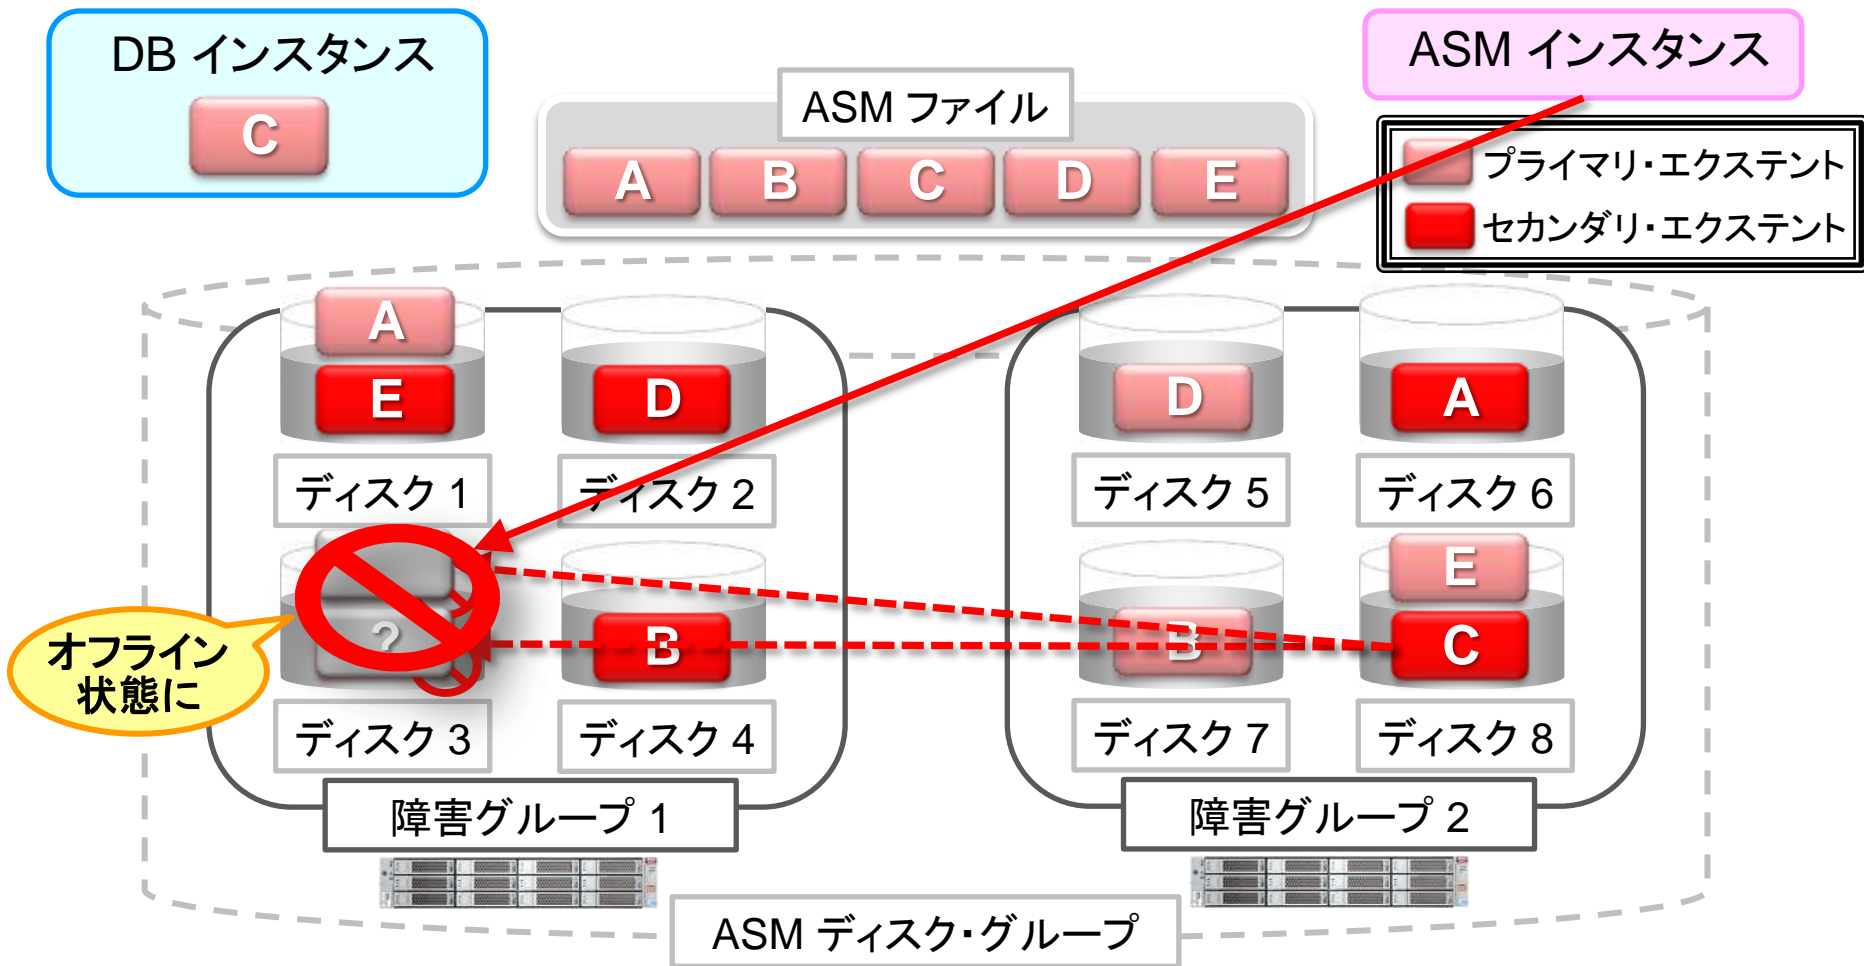 DB インスタンス
C
ASM インスタンス
ASM ファイル
A B C D E
プライマリ・エクステント
セカンダリ・エクステント
A
E
D
D
A
ディスク 1
ディスク 2
ディスク 5
ディスク 6
?
B
B
E
C
オフライン
状態に
ディスク 3
ディスク 4
ディスク 7
ディスク 8
障害グループ 1
障害グループ 2
ASM ディスク・グループ